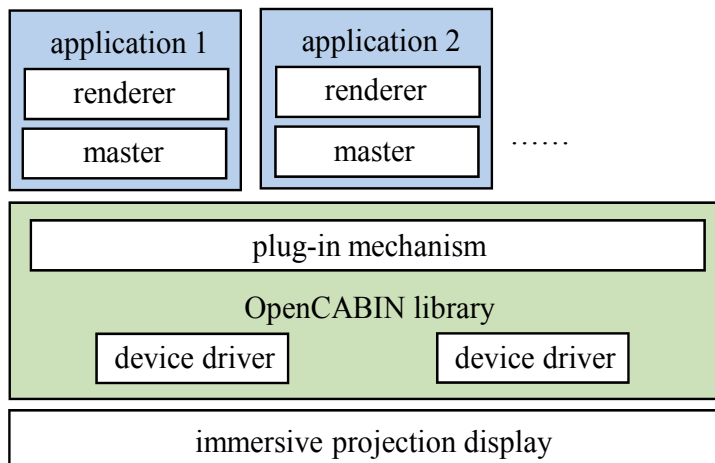 application 1
renderer
master
application 2
renderer
master
......
plug-in mechanism
OpenCABIN library
device driver
device driver
immersive projection display